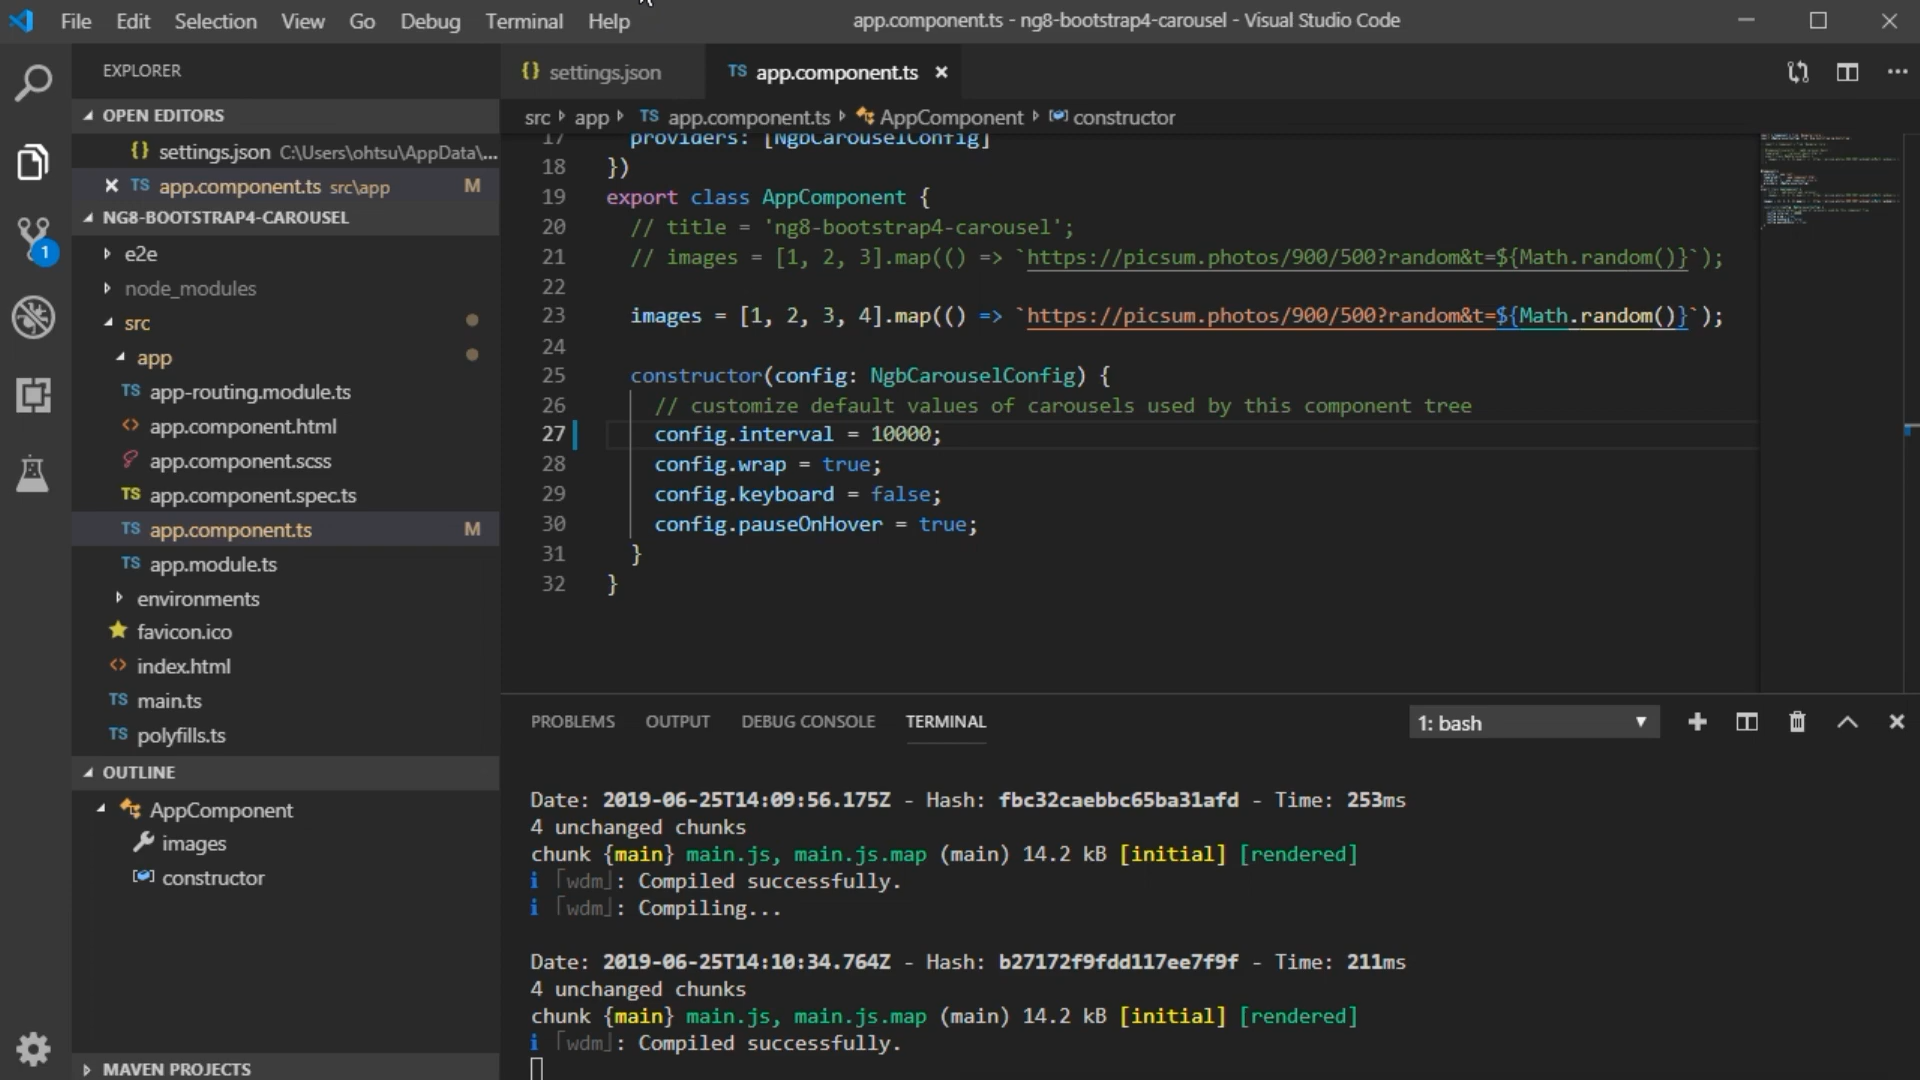 File Edit Selection View Go Debug Terminal Help
app.component.ts - ng8-bootstrap4-carousel - Visual Studio Code
EXPLORER
OPEN EDITORS
{} settings.json C:\Users\ohtsu\AppData\...
TS app.component.ts src\app M
NG8-BOOTSTRAP4-CAROUSEL
e2e
node_modules
src
app
TS app-routing.module.ts
<> app.component.html
app.component.scss
TS app.component.spec.ts
TS app.component.ts M
TS app.module.ts
environments
favicon.ico
<> index.html
TS main.ts
TS polyfills.ts
OUTLINE
AppComponent
images
constructor
MAVEN PROJECTS
1
{} settings.json
TS app.component.ts
src app TS app.component.ts AppComponent constructor
17 providers: [NgbCarouselConfig]
18 })
19 export class AppComponent {
20 // title = 'ng8-bootstrap4-carousel';
21 // images = [1, 2, 3].map(() => `https://picsum.photos/900/500?random&t=${Math.random()}`);
22
23 images = [1, 2, 3, 4].map(() => `https://picsum.photos/900/500?random&t=${Math.random()}`);
24
25 constructor(config: NgbCarouselConfig) {
26 // customize default values of carousels used by this component tree
27 config.interval = 10000;
28 config.wrap = true;
29 config.keyboard = false;
30 config.pauseOnHover = true;
31 }
32 }
PROBLEMS OUTPUT DEBUG CONSOLE TERMINAL
1: bash
Date: 2019-06-25T14:09:56.175Z - Hash: fbc32caebbc65ba31afd - Time: 253ms
4 unchanged chunks
chunk {main} main.js, main.js.map (main) 14.2 kB [initial] [rendered]
i ｢wdm｣: Compiled successfully.
i ｢wdm｣: Compiling...
Date: 2019-06-25T14:10:34.764Z - Hash: b27172f9fdd117ee7f9f - Time: 211ms
4 unchanged chunks
chunk {main} main.js, main.js.map (main) 14.2 kB [initial] [rendered]
i ｢wdm｣: Compiled successfully.